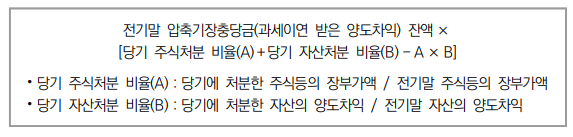 전기말 압축기장충당금(과세이연 받은 양도차익) 잔액 ×
[당기 주식처분 비율(A)+당기 자산처분 비율(B) - A × B]
• 당기 주식처분 비율(A) : 당기에 처분한 주식등의 장부가액 / 전기말 주식등의 장부가액
• 당기 자산처분 비율(B) : 당기에 처분한 자산의 양도차익 / 전기말 자산의 양도차익